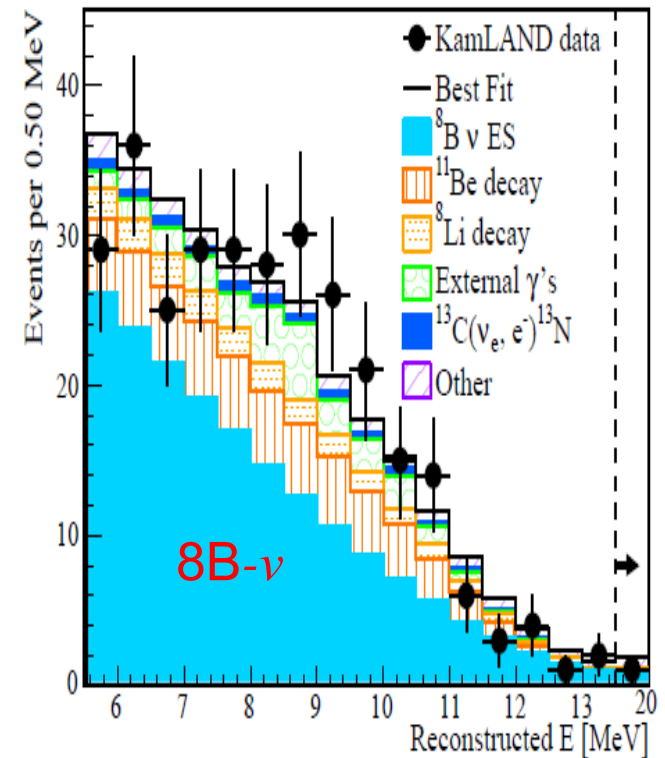 Events per 0.50 MeV
40
30
20
10
0
KamLAND data
Best Fit
⁸B ν ES
¹¹Be decay
⁸Li decay
External γ's
¹³C(νₑ, e⁻)¹³N
Other
8B-ν
6 7 8 9 10 11 12 13 20
Reconstructed E [MeV]